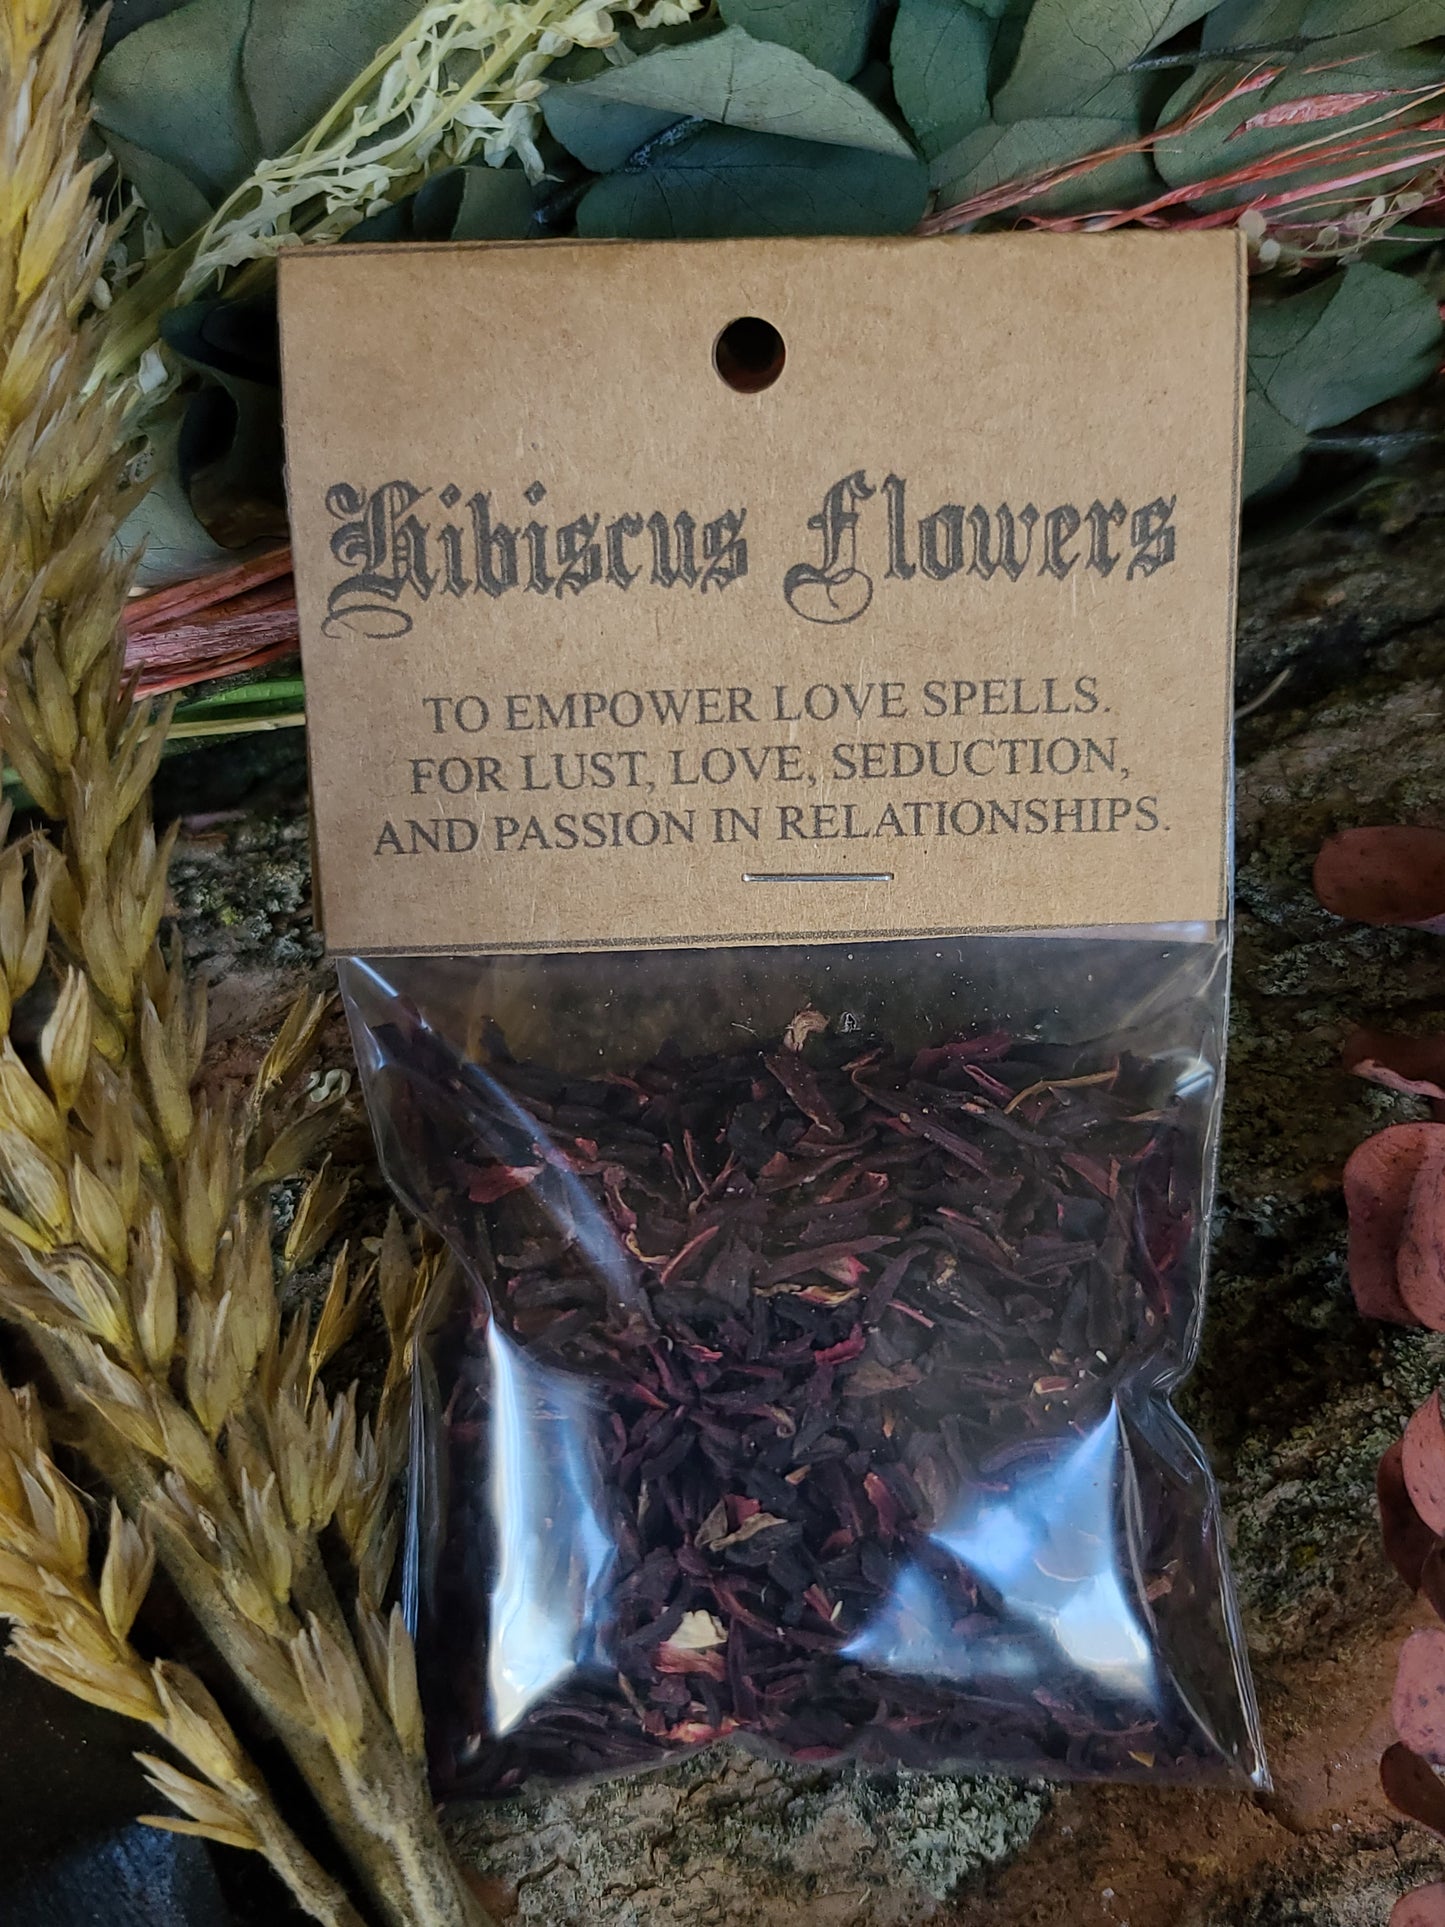 Hibiscus Flowers
TO EMPOWER LOVE SPELLS.
FOR LUST, LOVE, SEDUCTION,
AND PASSION IN RELATIONSHIPS.